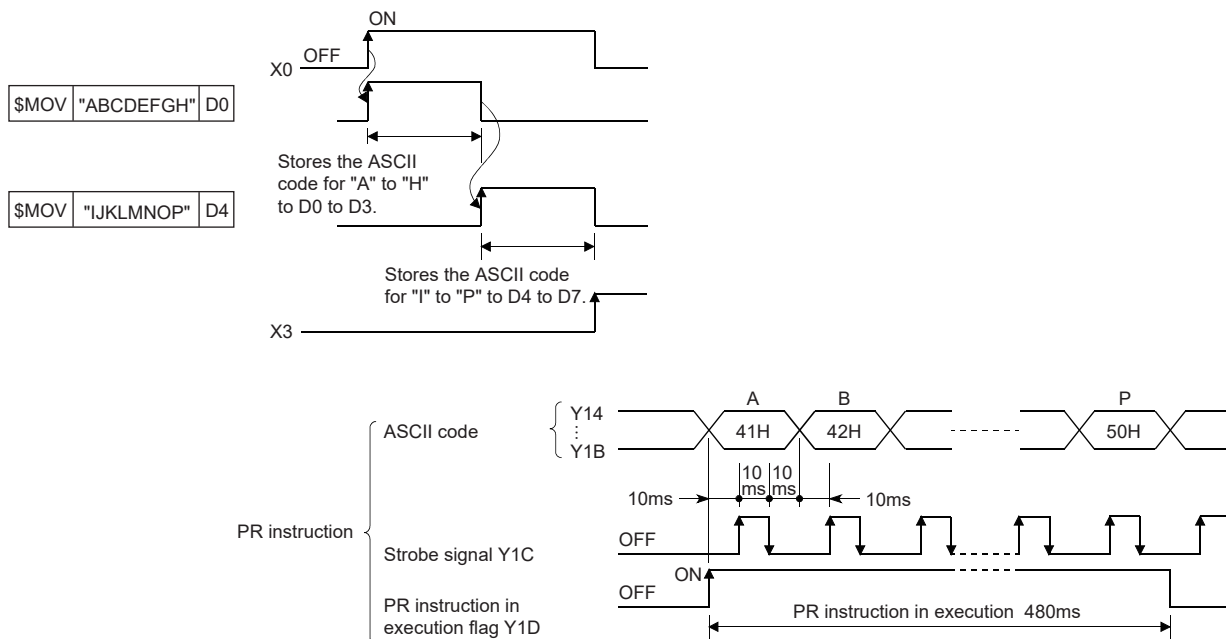 ON
OFF
X0
$MOV "ABCDEFGH" D0
Stores the ASCII
code for "A" to "H"
to D0 to D3.
$MOV "IJKLMNOP" D4
Stores the ASCII code
for "I" to "P" to D4 to D7.
X3
A B P
Y14
ASCII code 41H 42H 50H
Y1B
10 10
ms ms
10ms 10ms
PR instruction
OFF
Strobe signal Y1C
ON
OFF
PR instruction in execution 480ms
PR instruction in
execution flag Y1D